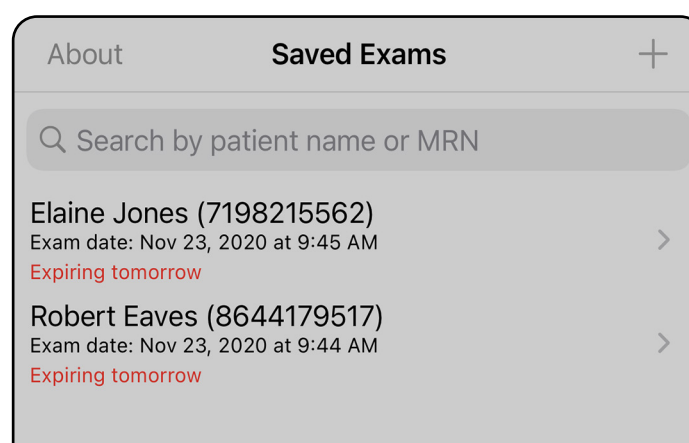 About Saved Exams +
Search by patient name or MRN
Elaine Jones (7198215562)
Exam date: Nov 23, 2020 at 9:45 AM
Expiring tomorrow
Robert Eaves (8644179517)
Exam date: Nov 23, 2020 at 9:44 AM
Expiring tomorrow